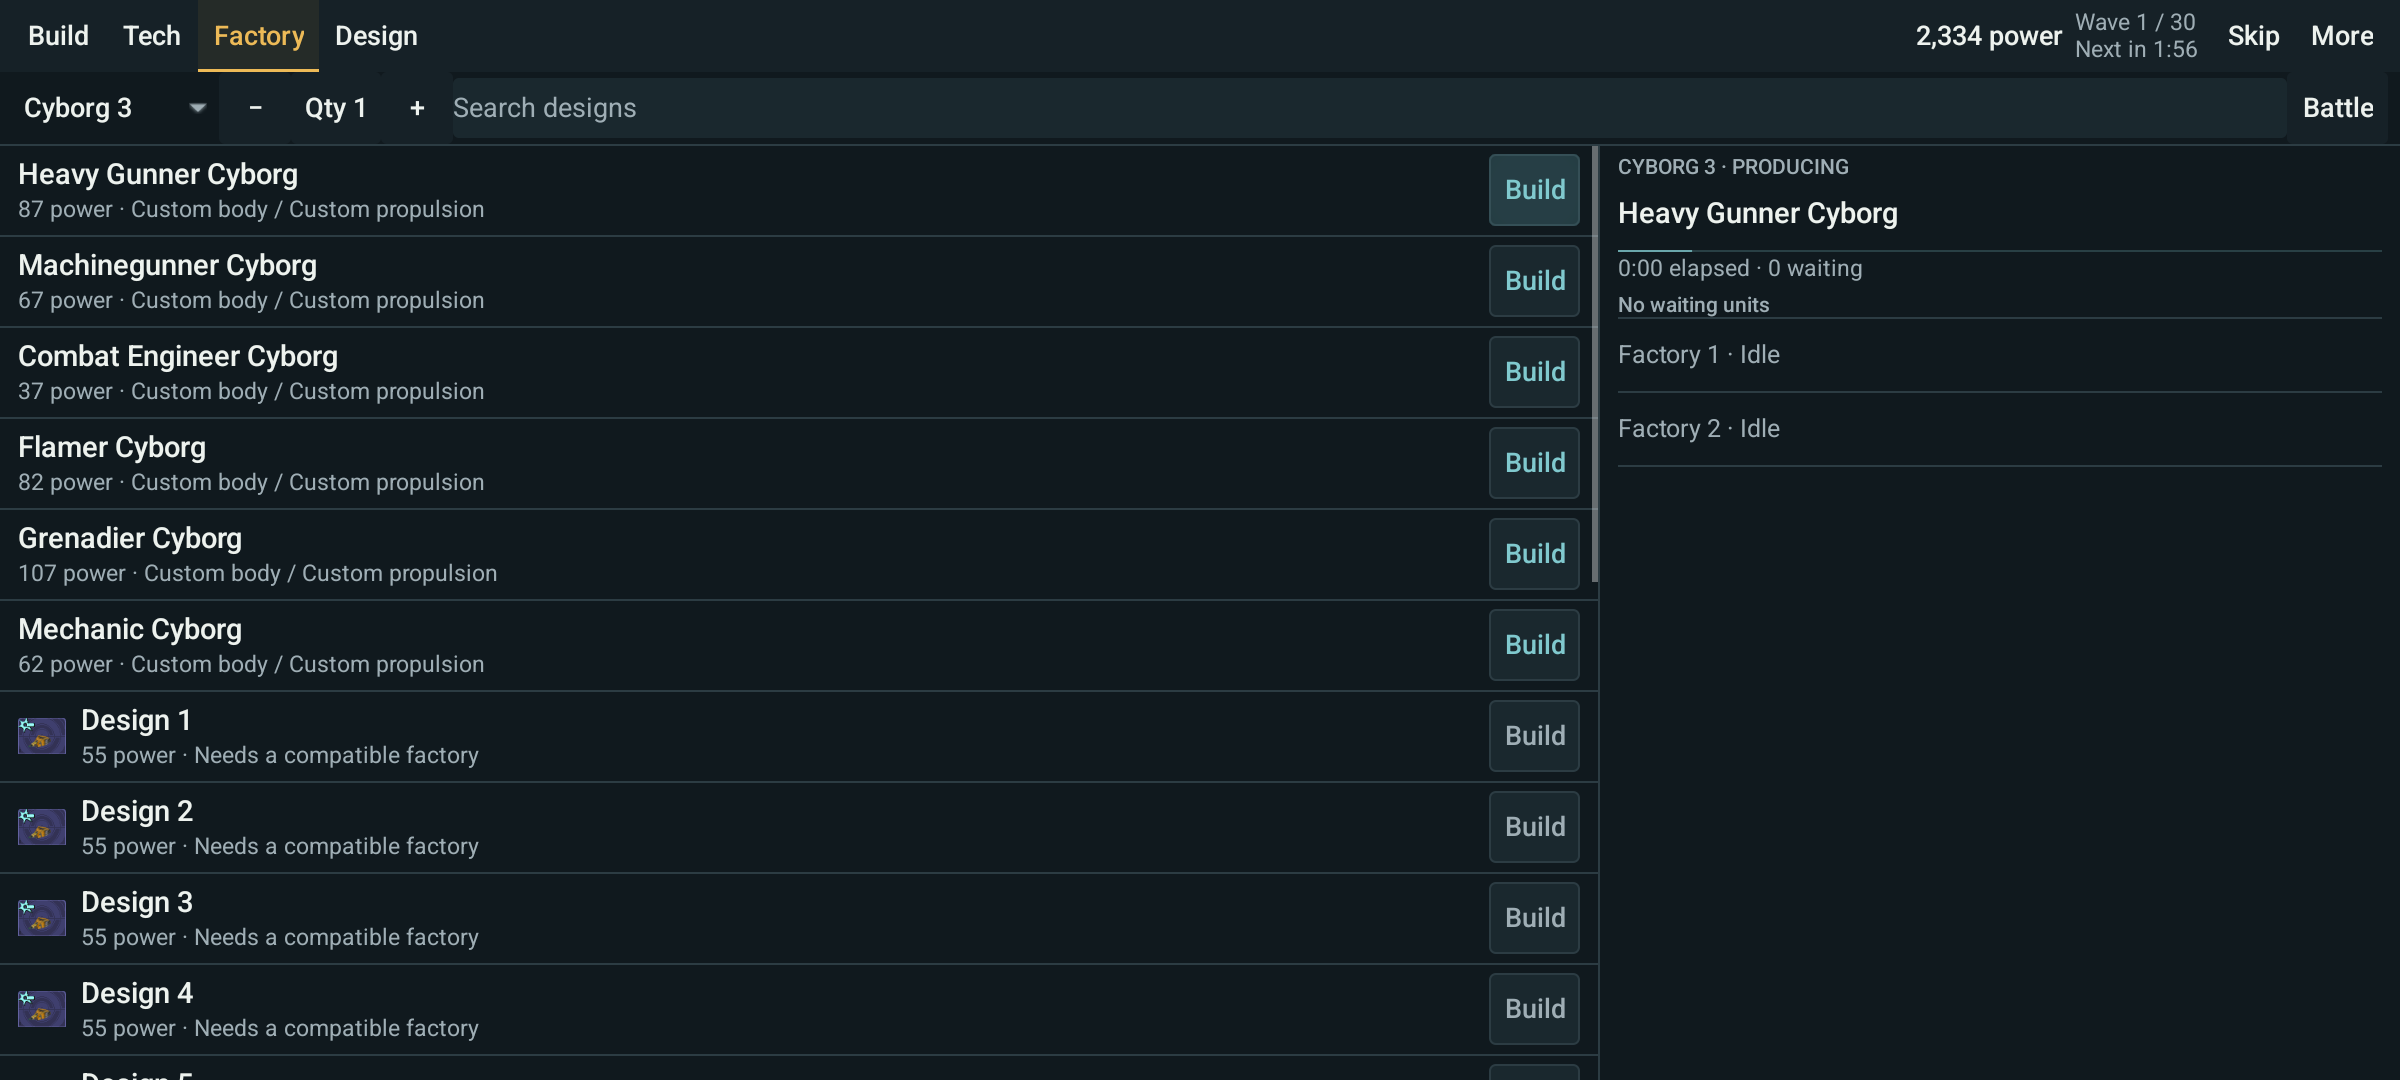 Build Tech Factory Design 2,334 power Wave 1 / 30 Skip More
Next in 1:56
Cyborg 3 − Qty 1 + Search designs Battle
Heavy Gunner Cyborg
87 power · Custom body / Custom propulsion
Build
Machinegunner Cyborg
67 power · Custom body / Custom propulsion
Build
Combat Engineer Cyborg
37 power · Custom body / Custom propulsion
Build
Flamer Cyborg
82 power · Custom body / Custom propulsion
Build
Grenadier Cyborg
107 power · Custom body / Custom propulsion
Build
Mechanic Cyborg
62 power · Custom body / Custom propulsion
Build
Design 1
55 power · Needs a compatible factory
Build
Design 2
55 power · Needs a compatible factory
Build
Design 3
55 power · Needs a compatible factory
Build
Design 4
55 power · Needs a compatible factory
Build
Design 5
CYBORG 3 · PRODUCING
Heavy Gunner Cyborg
0:00 elapsed · 0 waiting
No waiting units
Factory 1 · Idle
Factory 2 · Idle